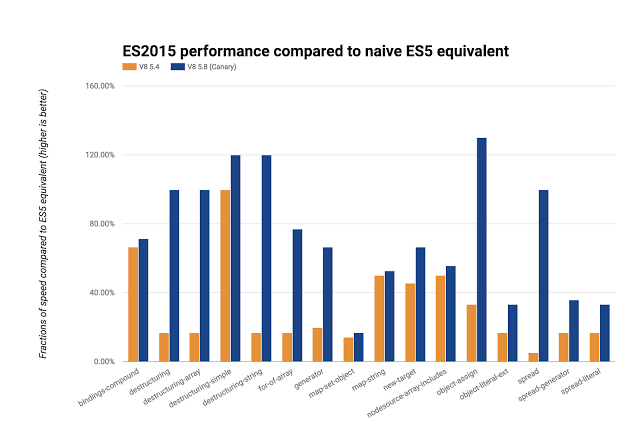 ES2015 performance compared to naive ES5 equivalent
V8 5.4 V8 5.8 (Canary)
Fractions of speed compared to ES5 equivalent (higher is better)
160.00%
120.00%
80.00%
40.00%
0.00%
bindings-compound
destructuring
destructuring-array
destructuring-simple
destructuring-string
for-of-array
generator
map-set-object
map-string
new-target
nodesource-array-includes
object-assign
object-literal-ext
spread
spread-generator
spread-literal